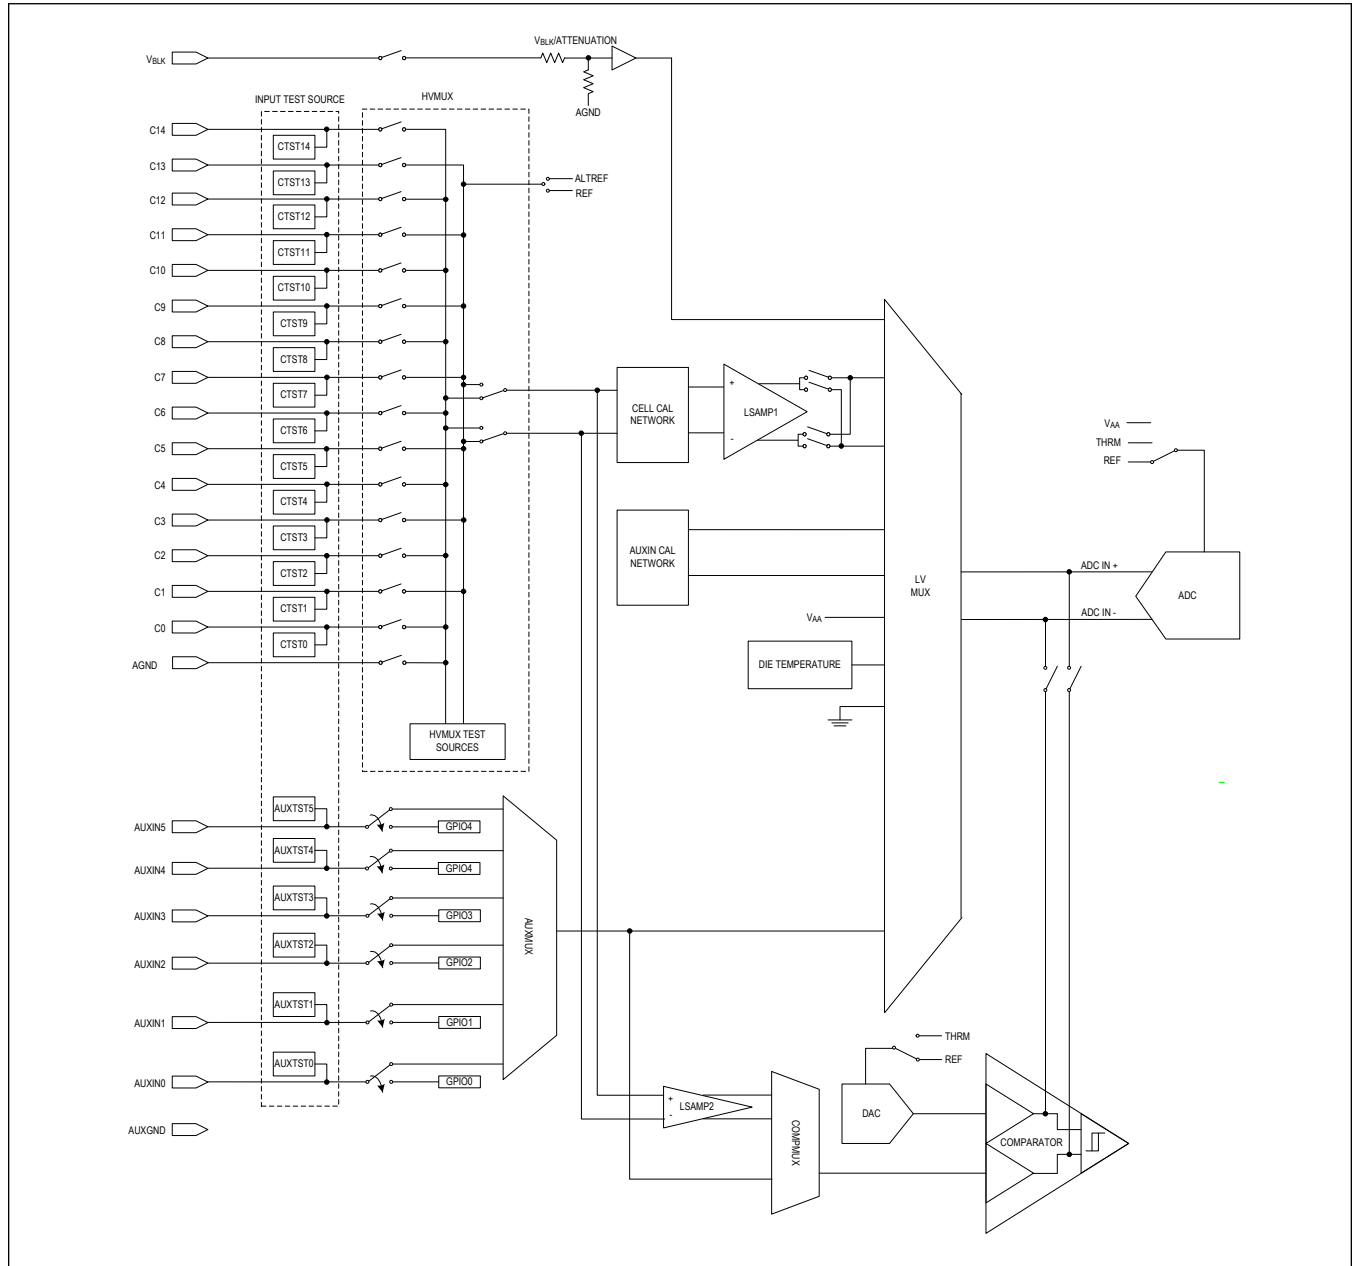 VBLK
VBLK/ATTENUATION
AGND
INPUT TEST SOURCE
HVMUX
C14
CTST14
C13
CTST13
ALTREF
REF
C12
CTST12
C11
CTST11
C10
CTST10
C9
CTST9
C8
CTST8
C7
CTST7
C6
CTST6
C5
CTST5
C4
CTST4
C3
CTST3
C2
CTST2
C1
CTST1
C0
CTST0
AGND
HVMUX TEST
SOURCES
CELL CAL
NETWORK
+
-
LSAMP1
AUXIN CAL
NETWORK
VAA
DIE TEMPERATURE
LV
MUX
VAA
THRM
REF
ADC IN +
ADC IN -
ADC
AUXTST5
AUXIN5
GPIO4
AUXTST4
AUXIN4
GPIO4
AUXTST3
AUXIN3
GPIO3
AUXTST2
AUXIN2
GPIO2
AUXTST1
AUXIN1
GPIO1
AUXTST0
AUXIN0
GPIO0
AUXGND
AUXMUX
+
-
LSAMP2
COMPMUX
THRM
REF
DAC
COMPARATOR